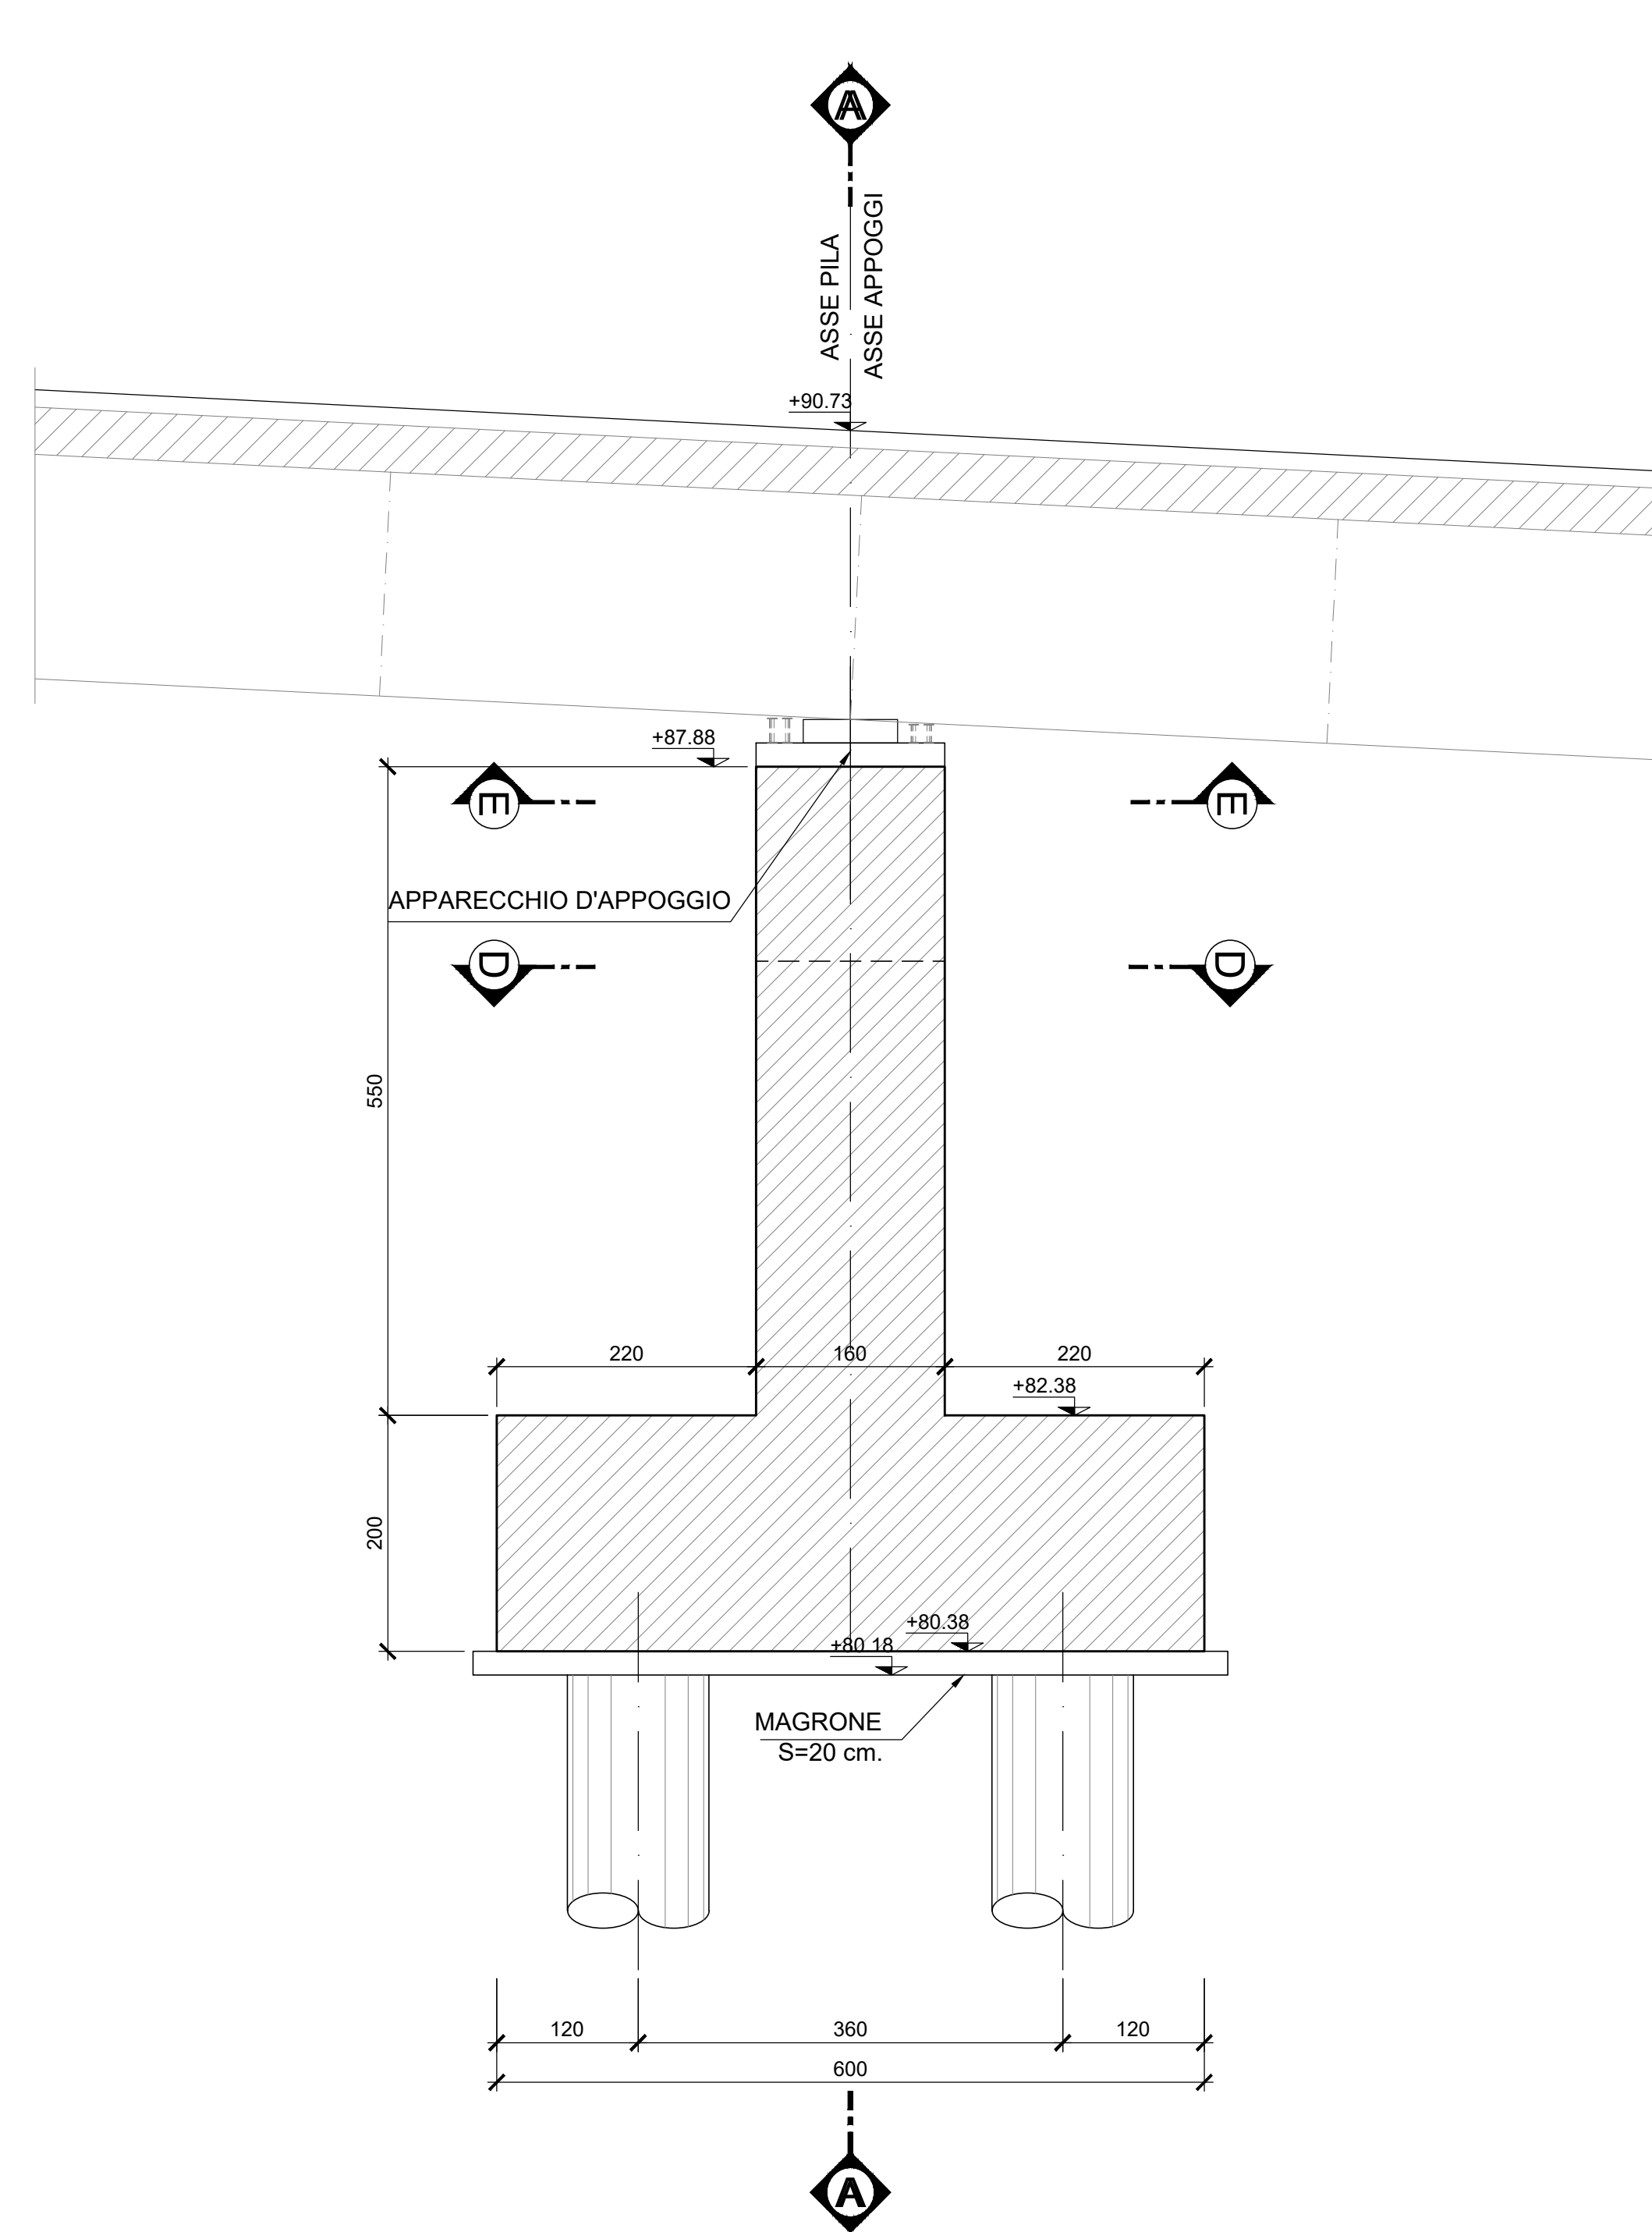 A
ASSE PILA
ASSE APPOGGI
+90.73
+87.88
E
E
APPARECCHIO D'APPOGGIO
D
D
550
220
160
220
+82.38
200
+80.38
+80.18
MAGRONE
S=20 cm.
120
360
120
600
A